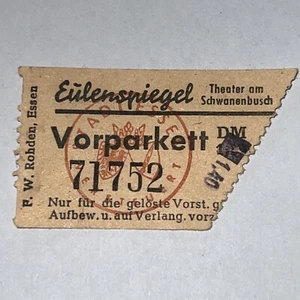 Eulenspiegel Theater am
Schwanenbusch
Vorparkett DM
71752 1,40
Nur für die gelöste Vorst. g
Aufbew. u. auf Verlang. vorz
F. W. Rohden, Essen